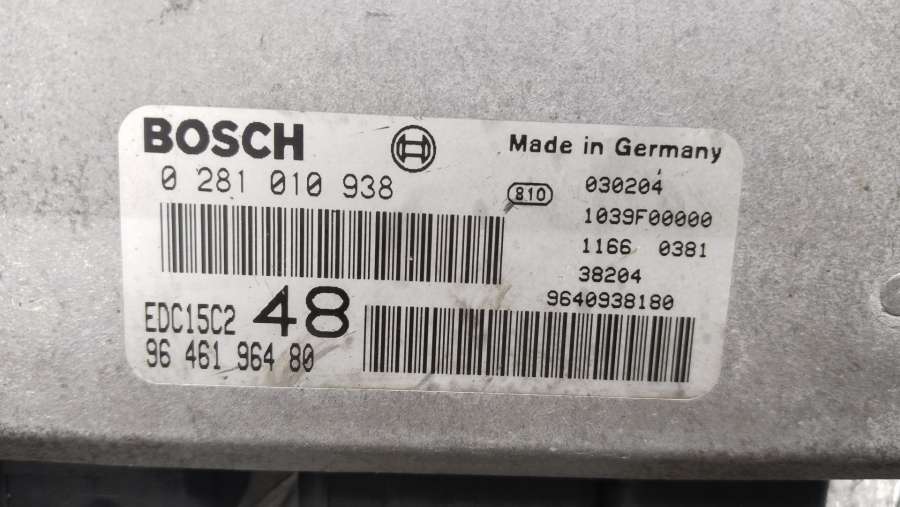 BOSCH
Made in Germany
0 281 010 938
810
030204
1039F00000
1166 0381
38204
9640938180
EDC15C2 48
96 461 964 80